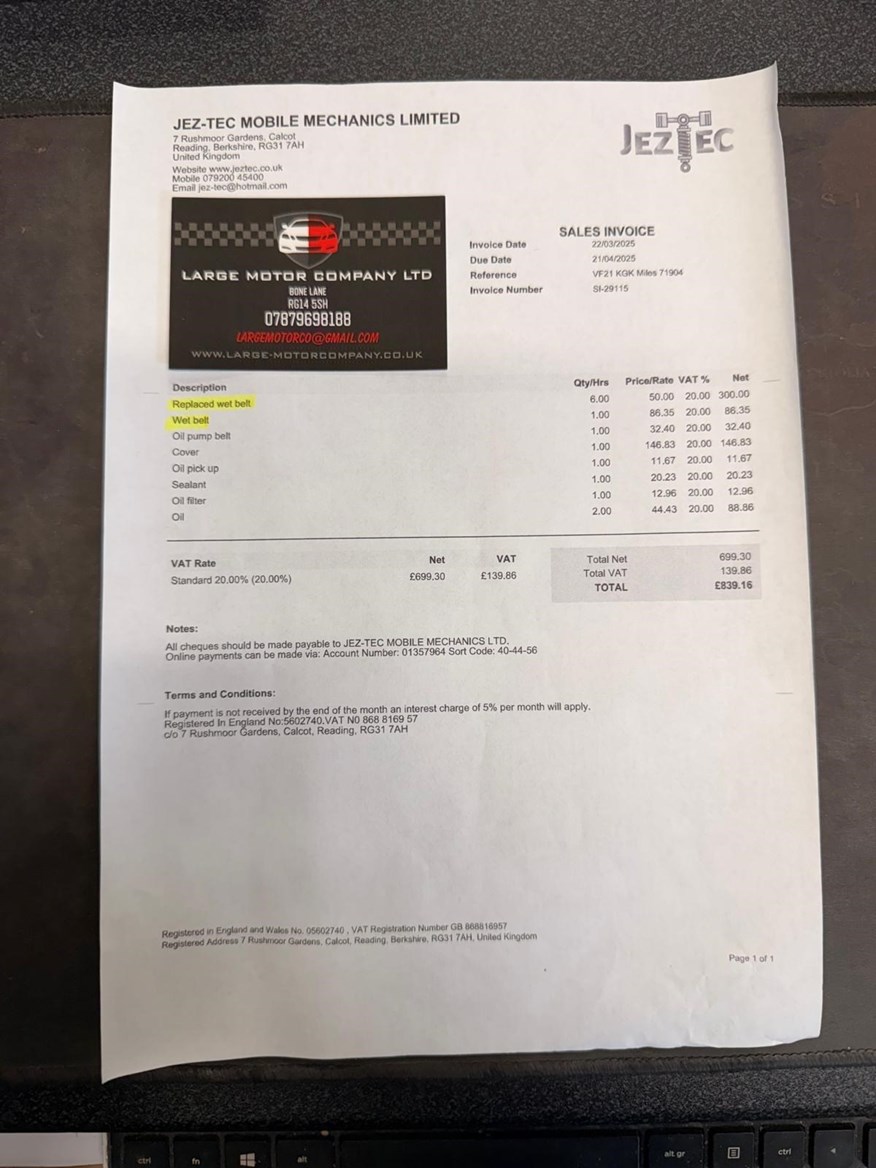 JEZ-TEC MOBILE MECHANICS LIMITED
7 Rushmoor Gardens, Calcot
Reading, Berkshire, RG31 7AH
United Kingdom
Website www.jeztec.co.uk
Mobile 079200 45400
Email jez-tec@hotmail.com
JEZTEC
LARGE MOTOR COMPANY LTD
BONE LANE
RG14 5SH
07879698188
LARGEMOTORCO@GMAIL.COM
WWW.LARGE-MOTORCOMPANY.CO.UK
SALES INVOICE
Invoice Date 22/03/2025
Due Date 21/04/2025
Reference VF21 KGK Miles 71904
Invoice Number SI-29115
Description Qty/Hrs Price/Rate VAT % Net
Replaced wet belt 6.00 50.00 20.00 300.00
Wet belt 1.00 86.35 20.00 86.35
Oil pump belt 1.00 32.40 20.00 32.40
Cover 1.00 146.83 20.00 146.83
Oil pick up 1.00 11.67 20.00 11.67
Sealant 1.00 20.23 20.00 20.23
Oil filter 1.00 12.96 20.00 12.96
Oil 2.00 44.43 20.00 88.86
VAT Rate Net VAT
Standard 20.00% (20.00%) £699.30 £139.86
Total Net 699.30
Total VAT 139.86
TOTAL £839.16
Notes:
All cheques should be made payable to JEZ-TEC MOBILE MECHANICS LTD.
Online payments can be made via: Account Number: 01357964 Sort Code: 40-44-56
Terms and Conditions:
If payment is not received by the end of the month an interest charge of 5% per month will apply.
Registered In England No:5602740.VAT N0 868 8169 57
c/o 7 Rushmoor Gardens, Calcot, Reading, RG31 7AH
Registered in England and Wales No. 05602740 , VAT Registration Number GB 868816957
Registered Address 7 Rushmoor Gardens, Calcot, Reading, Berkshire, RG31 7AH, United Kingdom
Page 1 of 1
ctrl fn alt alt gr ctrl